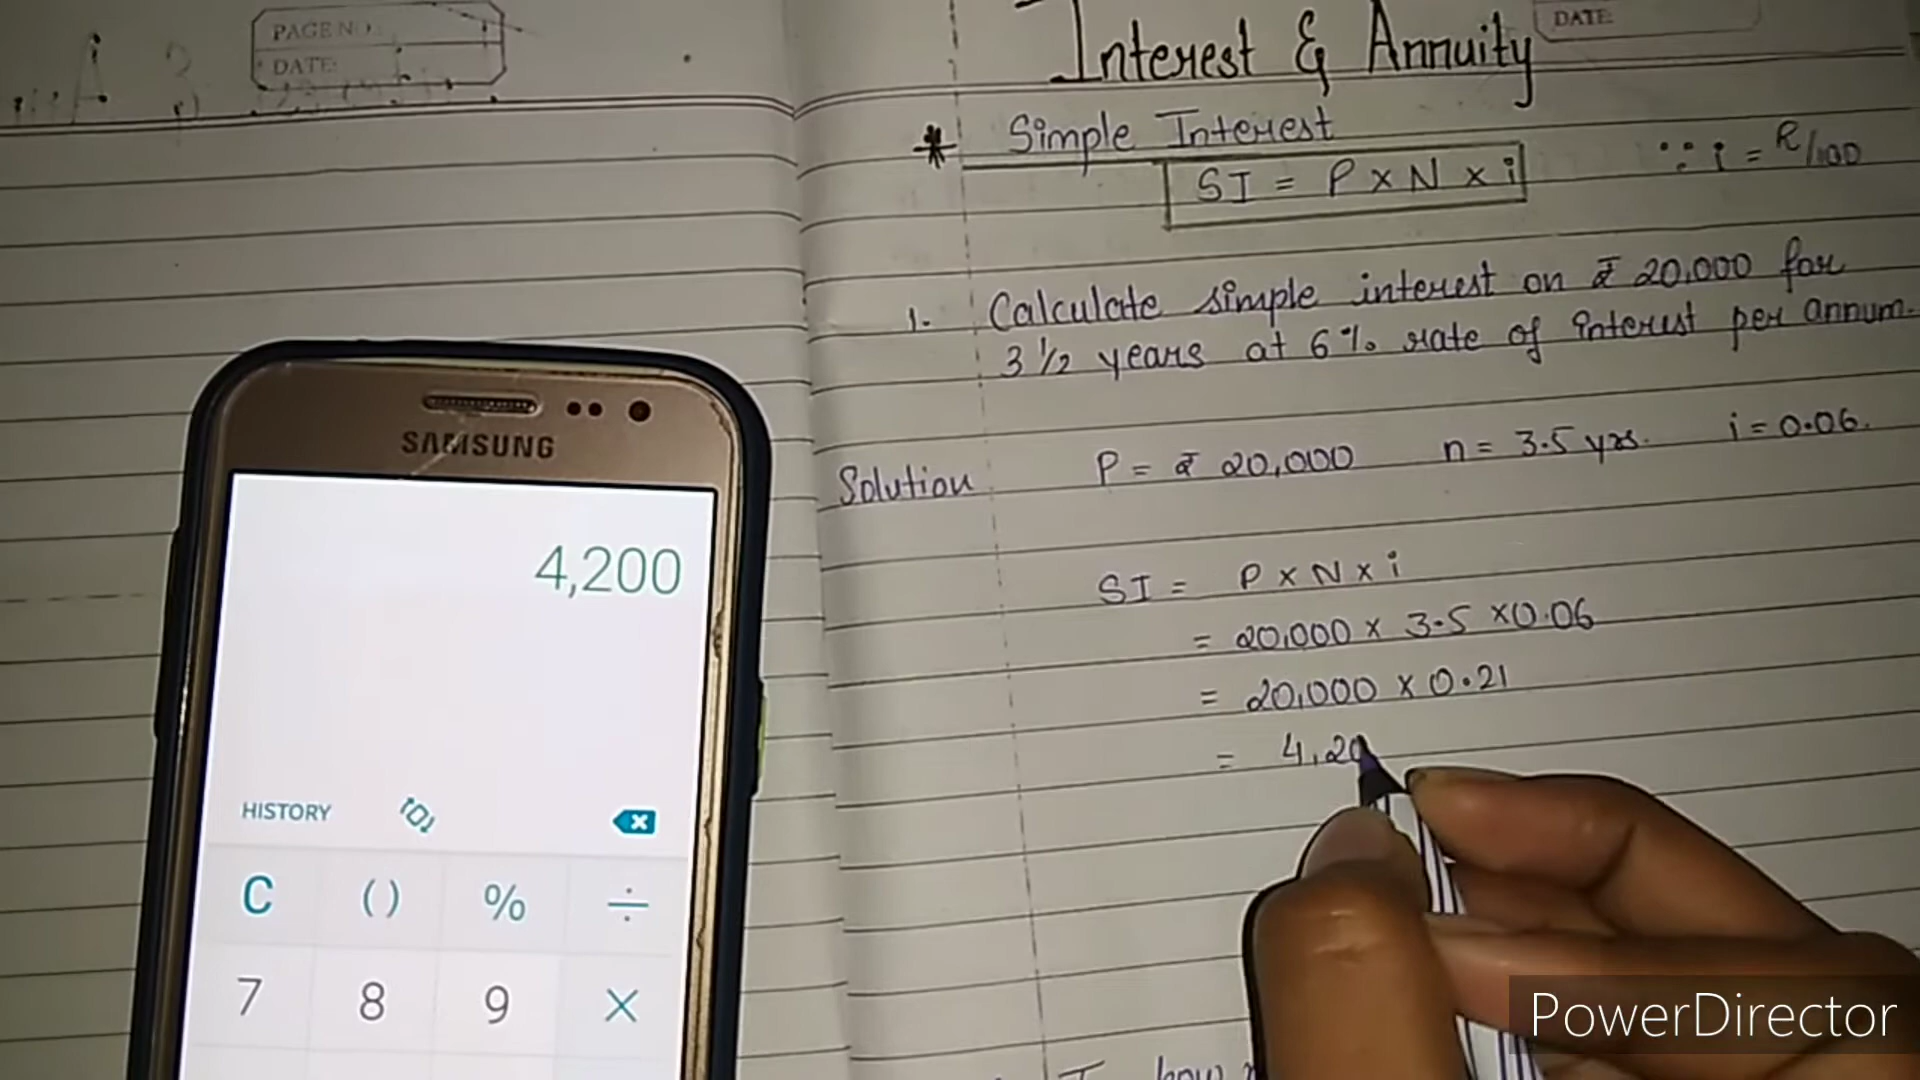 PAGE NO.:
DATE:
DATE:
Interest & Annuity
* Simple Interest
SI = P × N × i ∵ i = R/100
1. Calculate simple interest on ₹ 20,000 for
3 1/2 years at 6% rate of interest per annum.
Solution P = ₹ 20,000 n = 3.5 yrs. i = 0.06.
SI = P × N × i
= 20,000 × 3.5 × 0.06
= 20,000 × 0.21
= 4,20
how
SAMSUNG
4,200
HISTORY
C ( ) % ÷
7 8 9 ×
PowerDirector